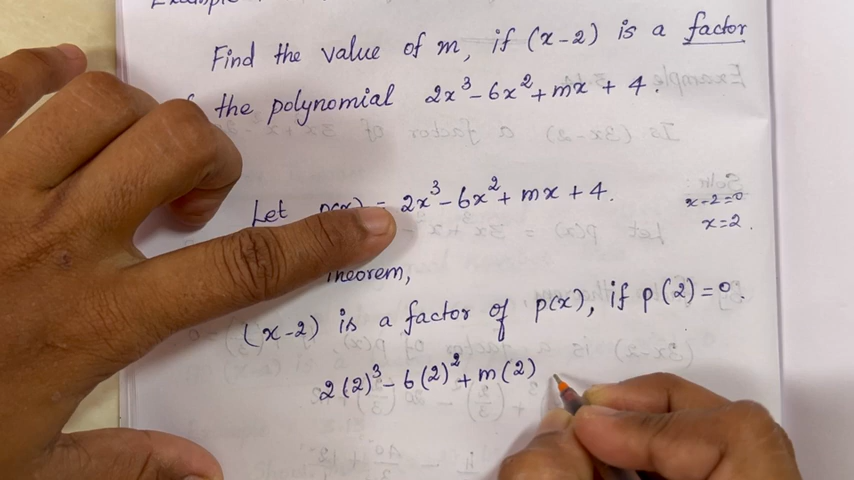 Example
Find the value of m, if (x-2) is a factor
the polynomial 2x³-6x²+mx+4.
Let p(x) = 2x³-6x²+mx+4.
x-2=0
x=2.
Theorem,
(x-2) is a factor of p(x), if p(2)=0.
2(2)³-6(2)²+m(2)